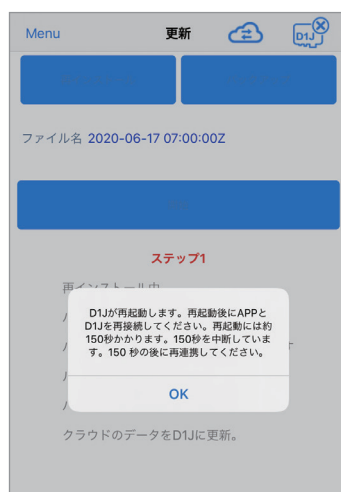 Menu
更新
D1J
ファイル名 2020-06-17 07:00:00Z
ステップ1
再インストール中
D1Jが再起動します。再起動後にAPPと
D1Jを再接続してください。再起動には約
150秒かかります。150秒を中断していま
す。150 秒の後に再連携してください。
OK
クラウドのデータをD1Jに更新。